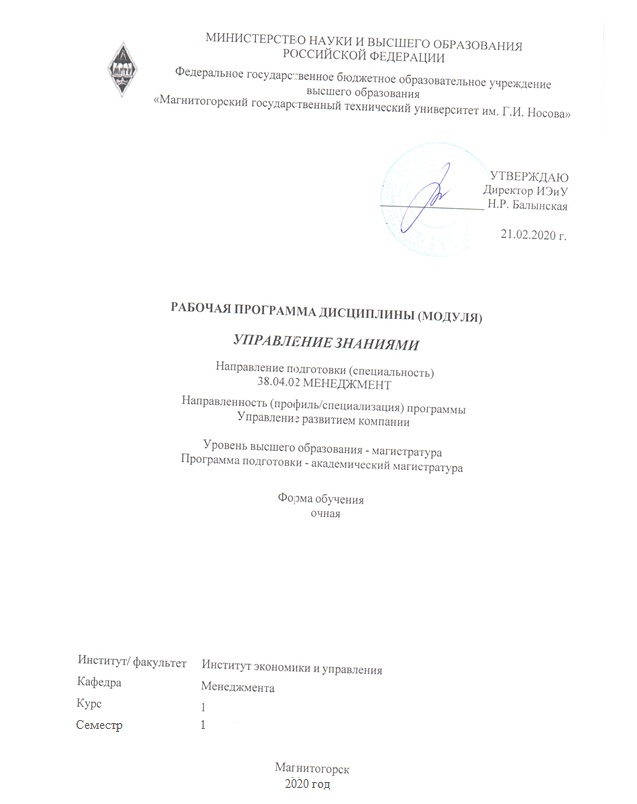 МИНИСТЕРСТВО НАУКИ И ВЫСШЕГО ОБРАЗОВАНИЯ
РОССИЙСКОЙ ФЕДЕРАЦИИ
Федеральное государственное бюджетное образовательное учреждение
высшего образования
«Магнитогорский государственный технический университет им. Г.И. Носова»
УТВЕРЖДАЮ
Директор ИЭиУ
Н.Р. Балынская
21.02.2020 г.
РАБОЧАЯ ПРОГРАММА ДИСЦИПЛИНЫ (МОДУЛЯ)
УПРАВЛЕНИЕ ЗНАНИЯМИ
Направление подготовки (специальность)
38.04.02 МЕНЕДЖМЕНТ
Направленность (профиль/специализация) программы
Управление развитием компании
Уровень высшего образования - магистратура
Программа подготовки - академический магистратура
Форма обучения
очная
Институт/ факультет Институт экономики и управления
Кафедра Менеджмента
Курс 1
Семестр 1
Магнитогорск
2020 год